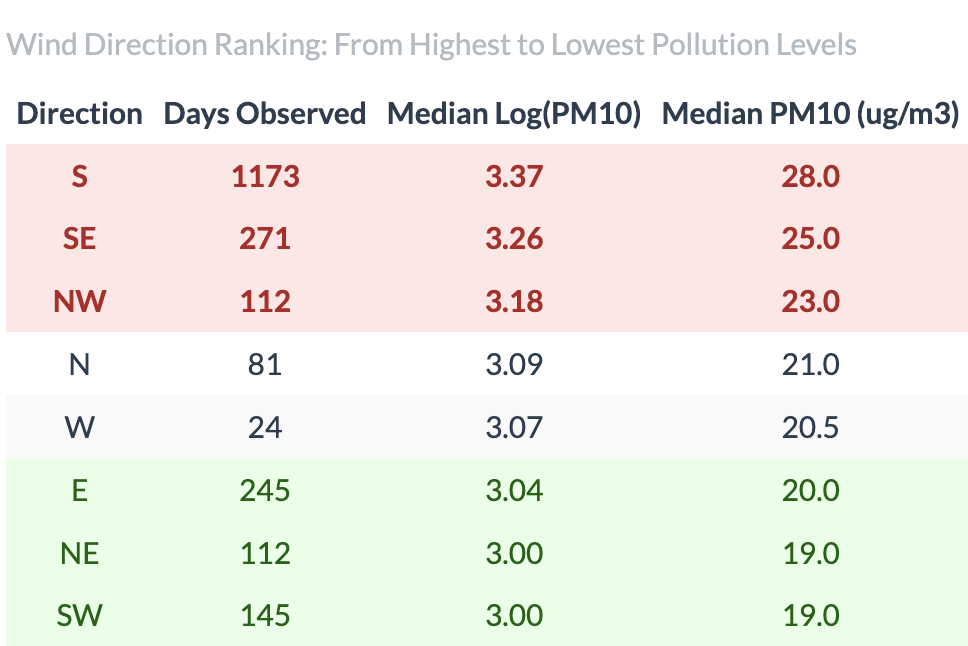 Wind Direction Ranking: From Highest to Lowest Pollution Levels
Direction Days Observed Median Log(PM10) Median PM10 (ug/m3)
S 1173 3.37 28.0
SE 271 3.26 25.0
NW 112 3.18 23.0
N 81 3.09 21.0
W 24 3.07 20.5
E 245 3.04 20.0
NE 112 3.00 19.0
SW 145 3.00 19.0